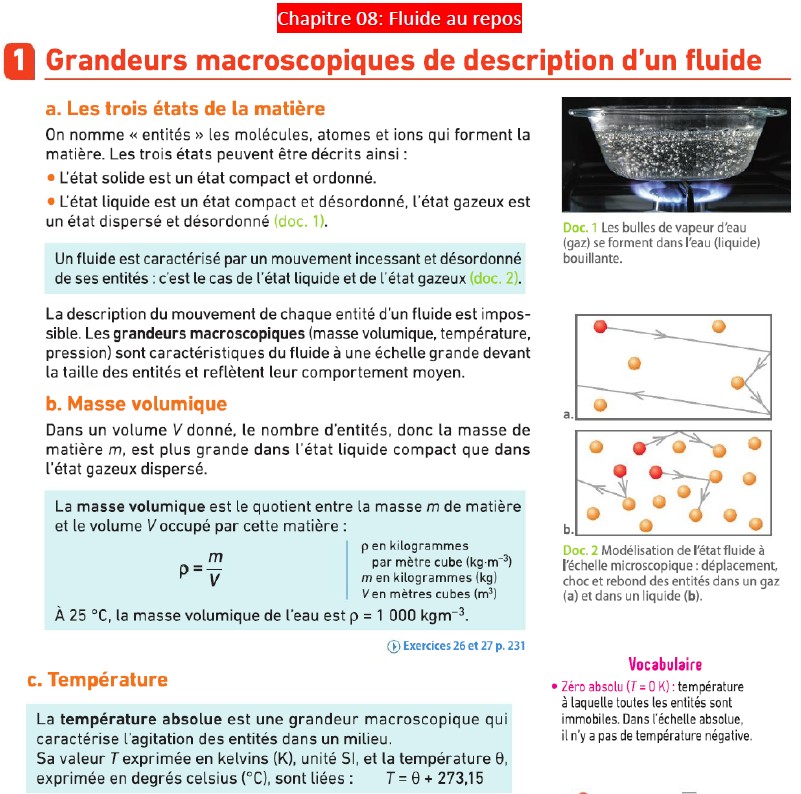 Chapitre 08: Fluide au repos
1 Grandeurs macroscopiques de description d'un fluide
a. Les trois états de la matière
On nomme « entités » les molécules, atomes et ions qui forment la
matière. Les trois états peuvent être décrits ainsi :
• L'état solide est un état compact et ordonné.
• L'état liquide est un état compact et désordonné, l'état gazeux est
un état dispersé et désordonné (doc. 1).
Un fluide est caractérisé par un mouvement incessant et désordonné
de ses entités : c'est le cas de l'état liquide et de l'état gazeux (doc. 2).
La description du mouvement de chaque entité d'un fluide est impos-
sible. Les grandeurs macroscopiques (masse volumique, température,
pression) sont caractéristiques du fluide à une échelle grande devant
la taille des entités et reflètent leur comportement moyen.
b. Masse volumique
Dans un volume V donné, le nombre d'entités, donc la masse de
matière m, est plus grande dans l'état liquide compact que dans
l'état gazeux dispersé.
La masse volumique est le quotient entre la masse m de matière
et le volume V occupé par cette matière :
ρ = m/V
ρ en kilogrammes
par mètre cube (kg·m⁻³)
m en kilogrammes (kg)
V en mètres cubes (m³)
À 25 °C, la masse volumique de l'eau est ρ = 1 000 kgm⁻³.
Exercices 26 et 27 p. 231
c. Température
La température absolue est une grandeur macroscopique qui
caractérise l'agitation des entités dans un milieu.
Sa valeur T exprimée en kelvins (K), unité SI, et la température θ,
exprimée en degrés celsius (°C), sont liées : T = θ + 273,15
Doc. 1 Les bulles de vapeur d'eau
(gaz) se forment dans l'eau (liquide)
bouillante.
a.
b.
Doc. 2 Modélisation de l'état fluide à
l'échelle microscopique : déplacement,
choc et rebond des entités dans un gaz
(a) et dans un liquide (b).
Vocabulaire
• Zéro absolu (T = 0 K) : température
à laquelle toutes les entités sont
immobiles. Dans l'échelle absolue,
il n'y a pas de température négative.